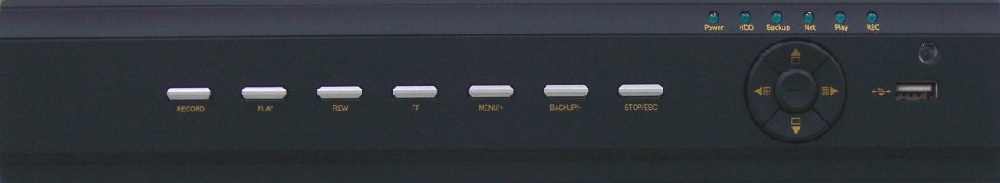 Power HDD Backup Net Play REC
RECORD PLAY REW FF MENU/+ BACKUP/- STOP/ESC